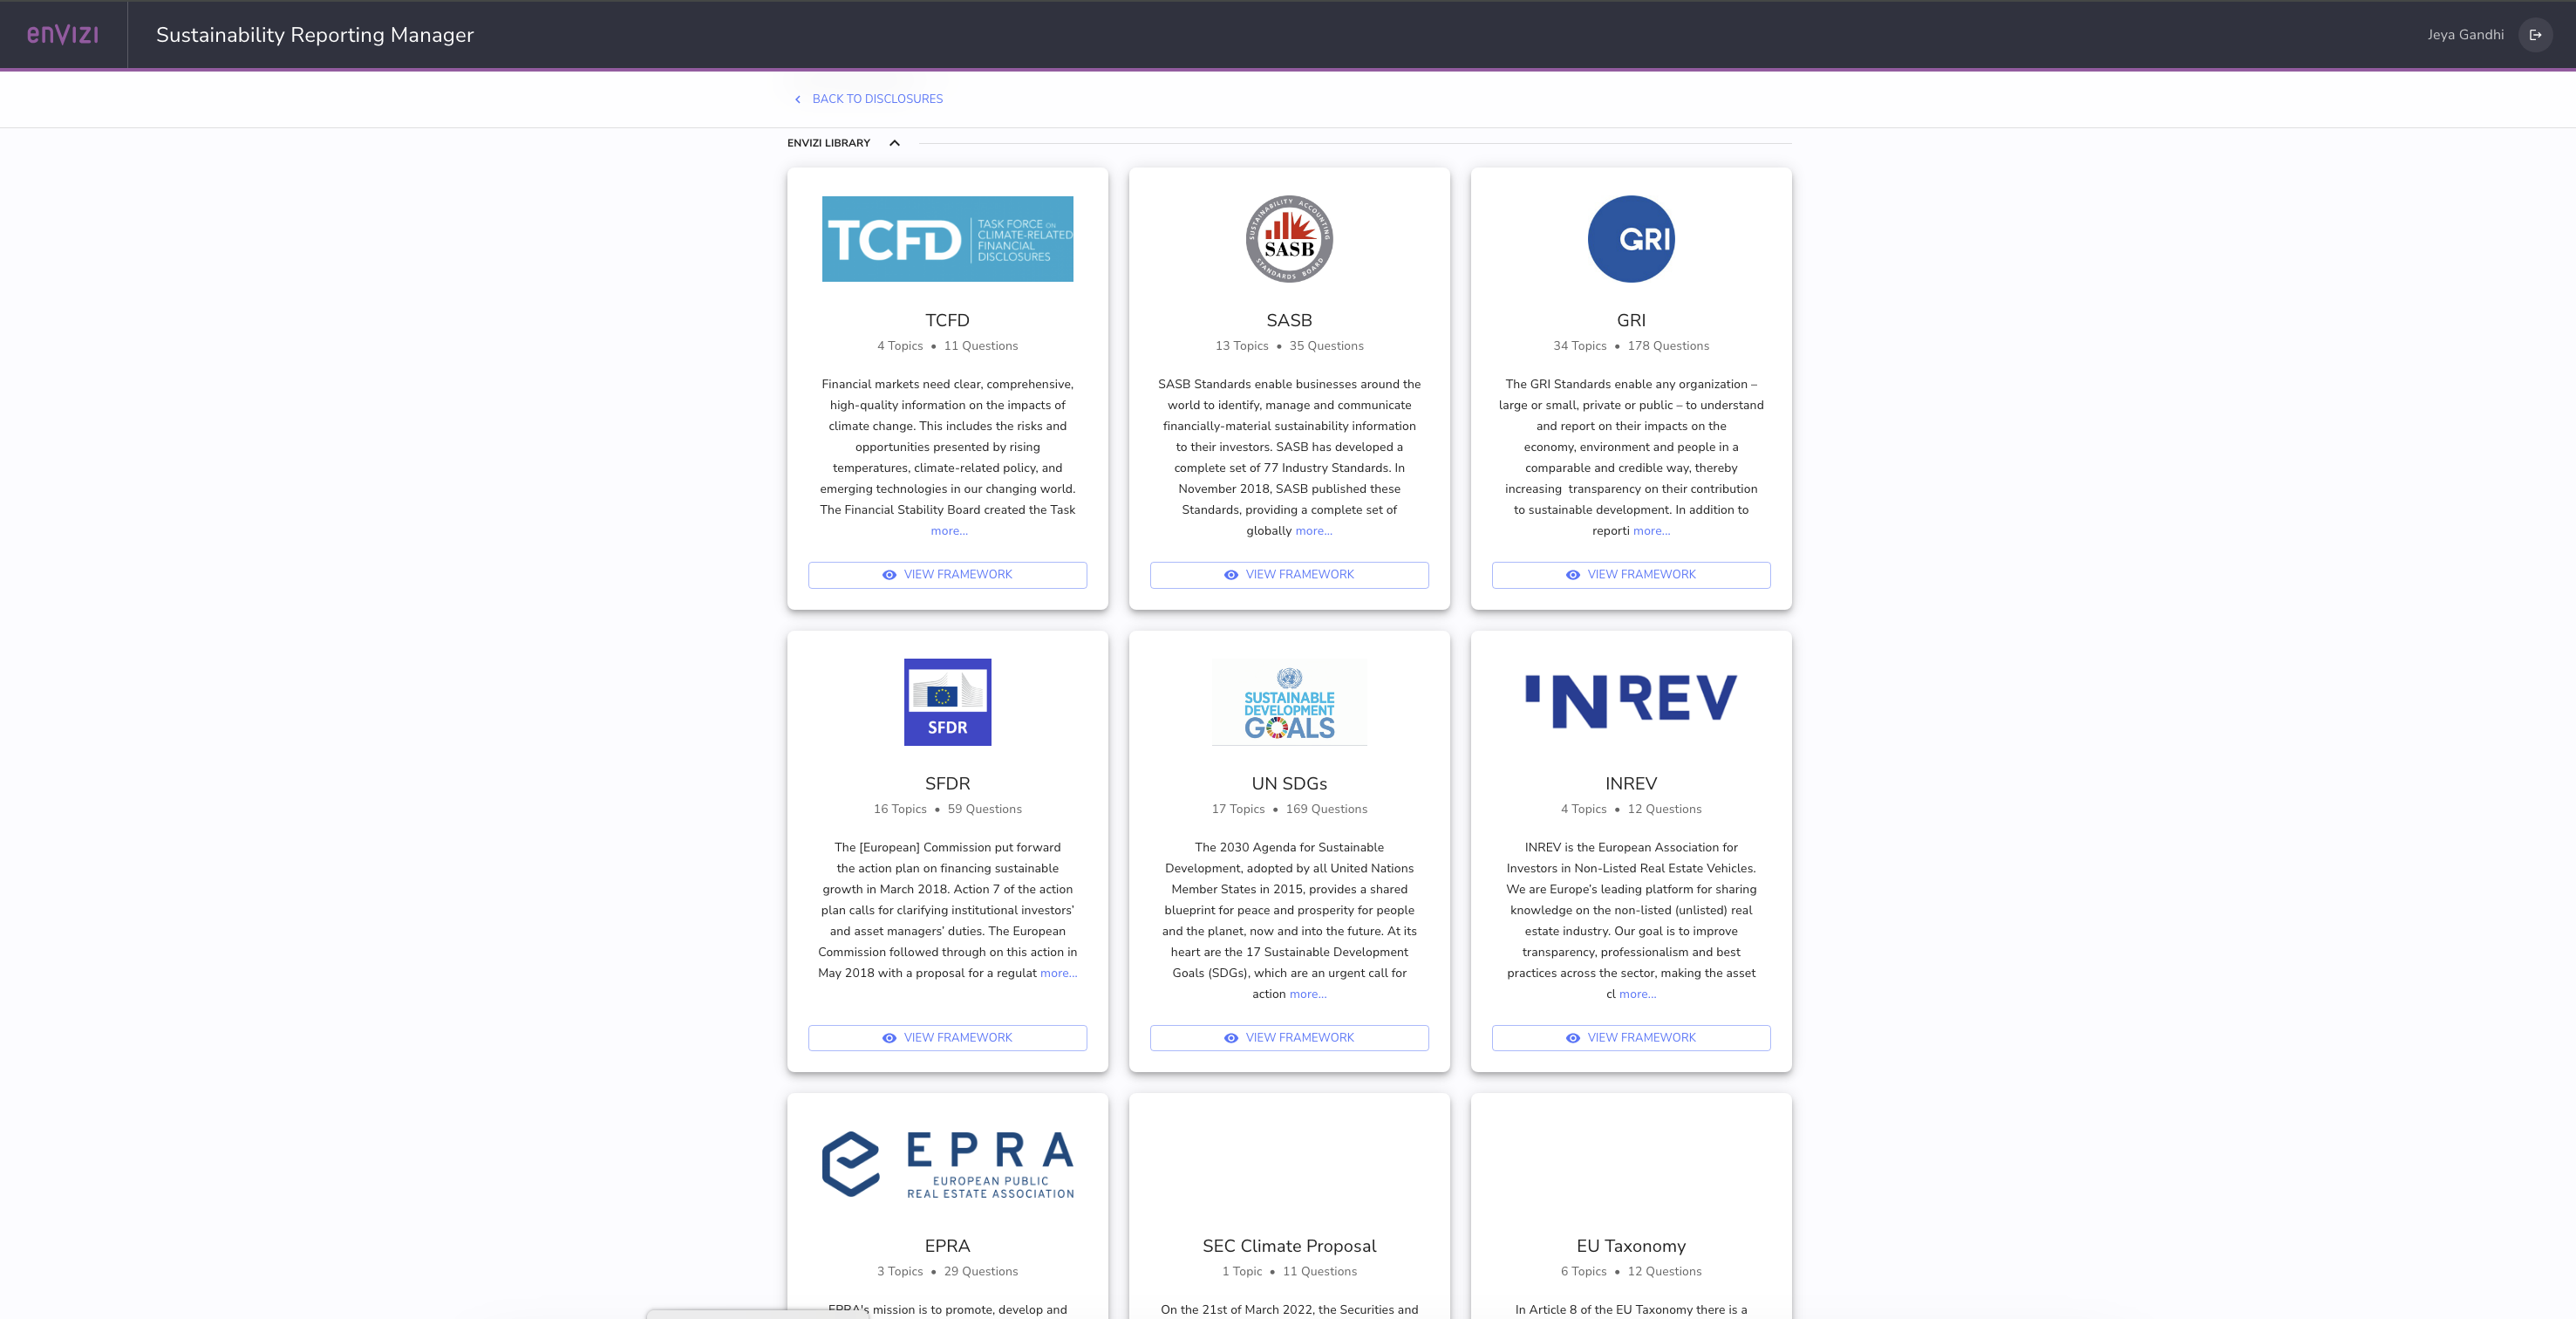 enVIZI
Sustainability Reporting Manager
Jeya Gandhi
BACK TO DISCLOSURES
ENVIZI LIBRARY
TCFD
TASK FORCE ON
CLIMATE-RELATED
FINANCIAL
DISCLOSURES
TCFD
4 Topics • 11 Questions
Financial markets need clear, comprehensive,
high-quality information on the impacts of
climate change. This includes the risks and
opportunities presented by rising
temperatures, climate-related policy, and
emerging technologies in our changing world.
The Financial Stability Board created the Task
more...
VIEW FRAMEWORK
SUSTAINABILITY ACCOUNTING
SASB
STANDARDS BOARD
SASB
13 Topics • 35 Questions
SASB Standards enable businesses around the
world to identify, manage and communicate
financially-material sustainability information
to their investors. SASB has developed a
complete set of 77 Industry Standards. In
November 2018, SASB published these
Standards, providing a complete set of
globally more...
VIEW FRAMEWORK
GRI
GRI
34 Topics • 178 Questions
The GRI Standards enable any organization –
large or small, private or public – to understand
and report on their impacts on the
economy, environment and people in a
comparable and credible way, thereby
increasing  transparency on their contribution
to sustainable development. In addition to
reporti more...
VIEW FRAMEWORK
SFDR
SFDR
16 Topics • 59 Questions
The [European] Commission put forward
the action plan on financing sustainable
growth in March 2018. Action 7 of the action
plan calls for clarifying institutional investors’
and asset managers’ duties. The European
Commission followed through on this action in
May 2018 with a proposal for a regulat more...
VIEW FRAMEWORK
SUSTAINABLE
DEVELOPMENT
GOALS
UN SDGs
17 Topics • 169 Questions
The 2030 Agenda for Sustainable
Development, adopted by all United Nations
Member States in 2015, provides a shared
blueprint for peace and prosperity for people
and the planet, now and into the future. At its
heart are the 17 Sustainable Development
Goals (SDGs), which are an urgent call for
action more...
VIEW FRAMEWORK
INREV
INREV
4 Topics • 12 Questions
INREV is the European Association for
Investors in Non-Listed Real Estate Vehicles.
We are Europe’s leading platform for sharing
knowledge on the non-listed (unlisted) real
estate industry. Our goal is to improve
transparency, professionalism and best
practices across the sector, making the asset
cl more...
VIEW FRAMEWORK
EPRA
EUROPEAN PUBLIC
REAL ESTATE ASSOCIATION
EPRA
3 Topics • 29 Questions
EPRA's mission is to promote, develop and
SEC Climate Proposal
1 Topic • 11 Questions
On the 21st of March 2022, the Securities and
EU Taxonomy
6 Topics • 12 Questions
In Article 8 of the EU Taxonomy there is a